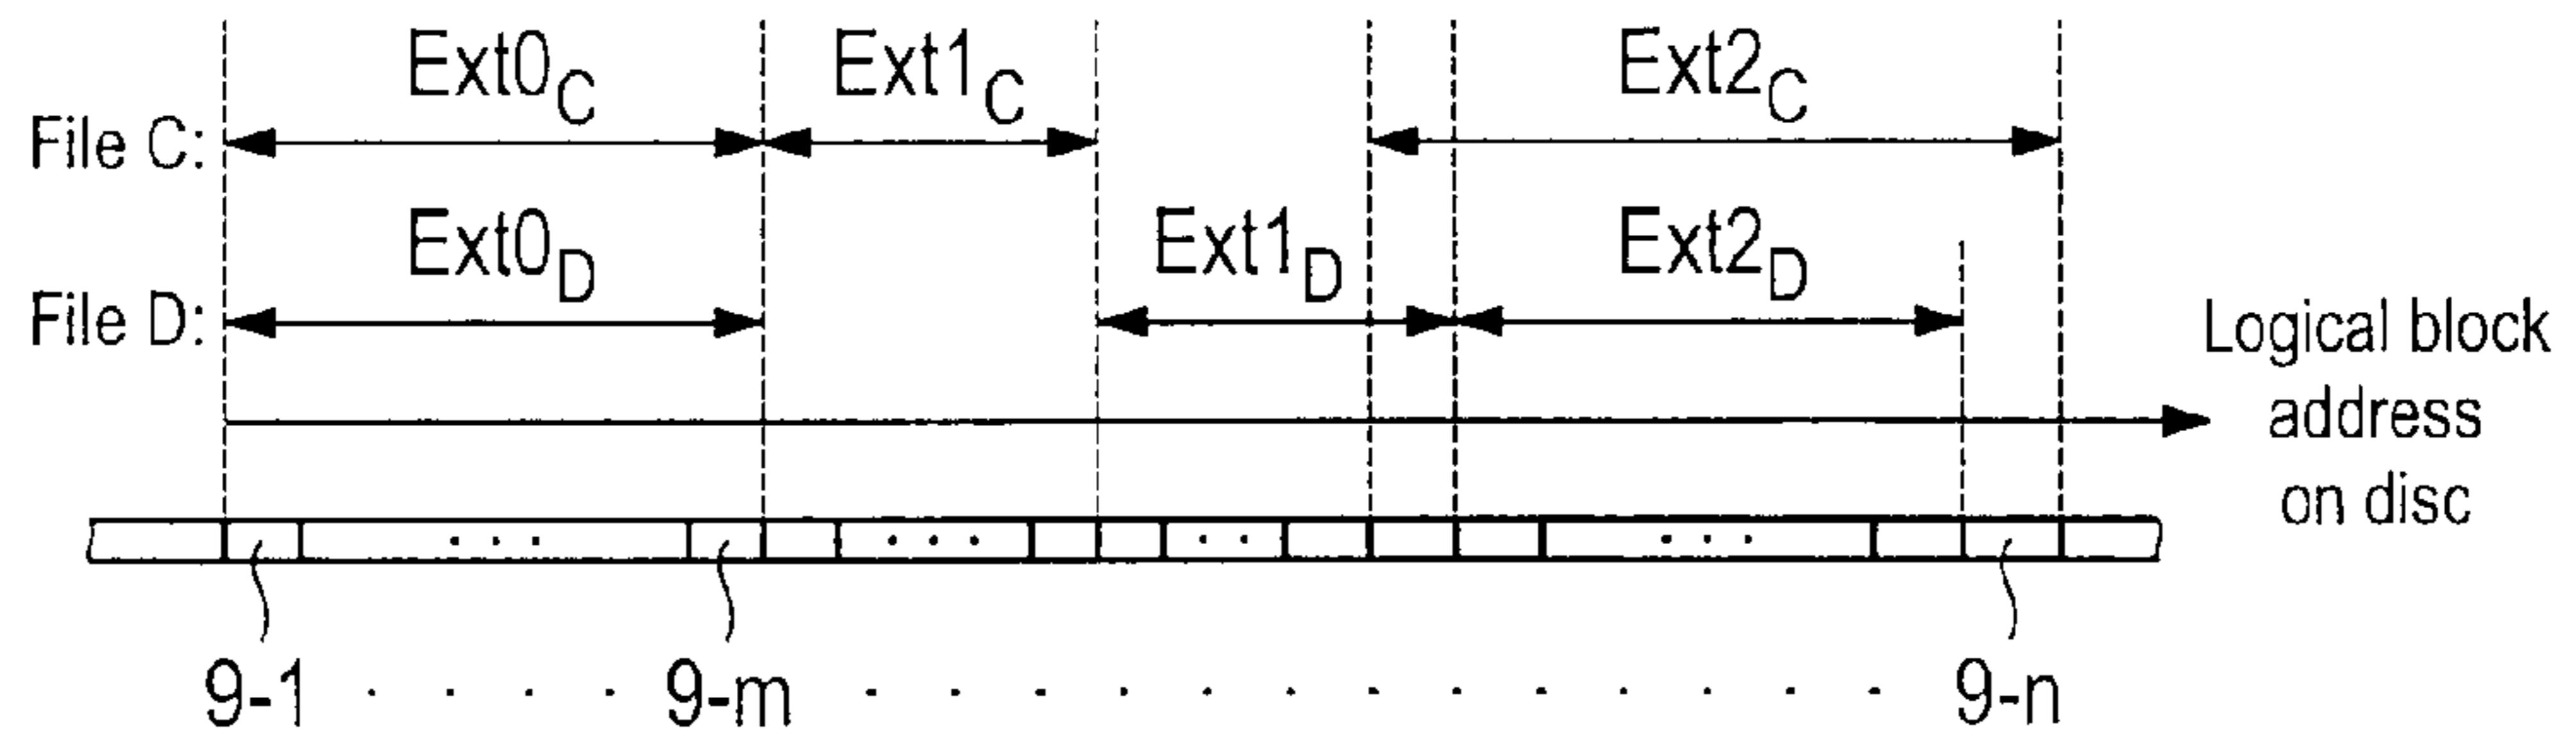 Ext0C Ext1C Ext2C
File C:
Ext0D Ext1D Ext2D
File D:
Logical block
address
on disc
. . . . . . . . . . .
9-1 . . . . 9-m . . . . . . . . . . . . . 9-n